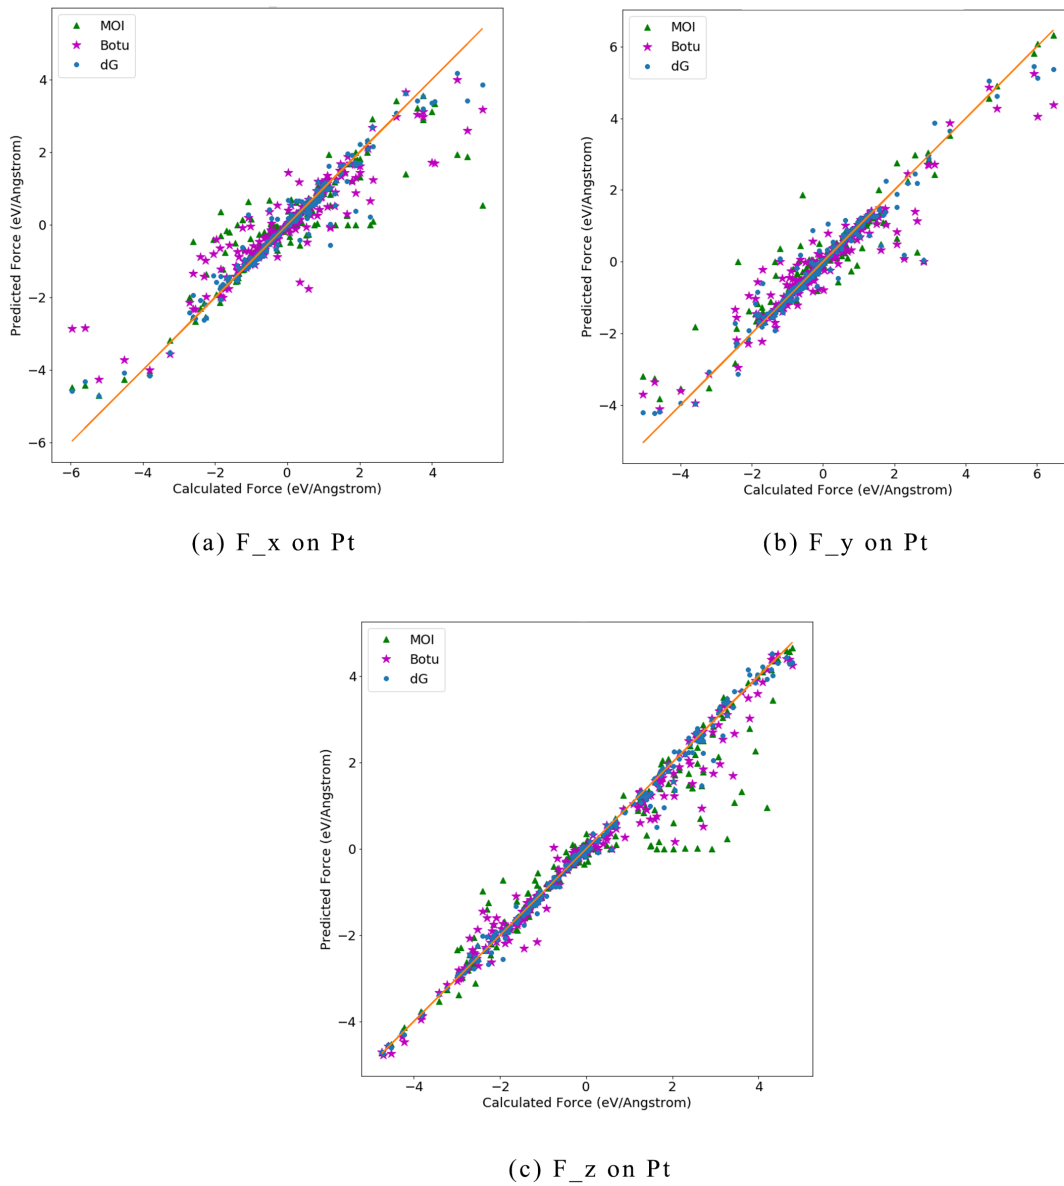 MOI
Botu
dG
4
2
0
−2
−4
−6
Predicted Force (eV/Angstrom)
−6 −4 −2 0 2 4
Calculated Force (eV/Angstrom)
(a) F_x on Pt
MOI
Botu
dG
6
4
2
0
−2
−4
Predicted Force (eV/Angstrom)
−4 −2 0 2 4 6
Calculated Force (eV/Angstrom)
(b) F_y on Pt
MOI
Botu
dG
4
2
0
−2
−4
Predicted Force (eV/Angstrom)
−4 −2 0 2 4
Calculated Force (eV/Angstrom)
(c) F_z on Pt